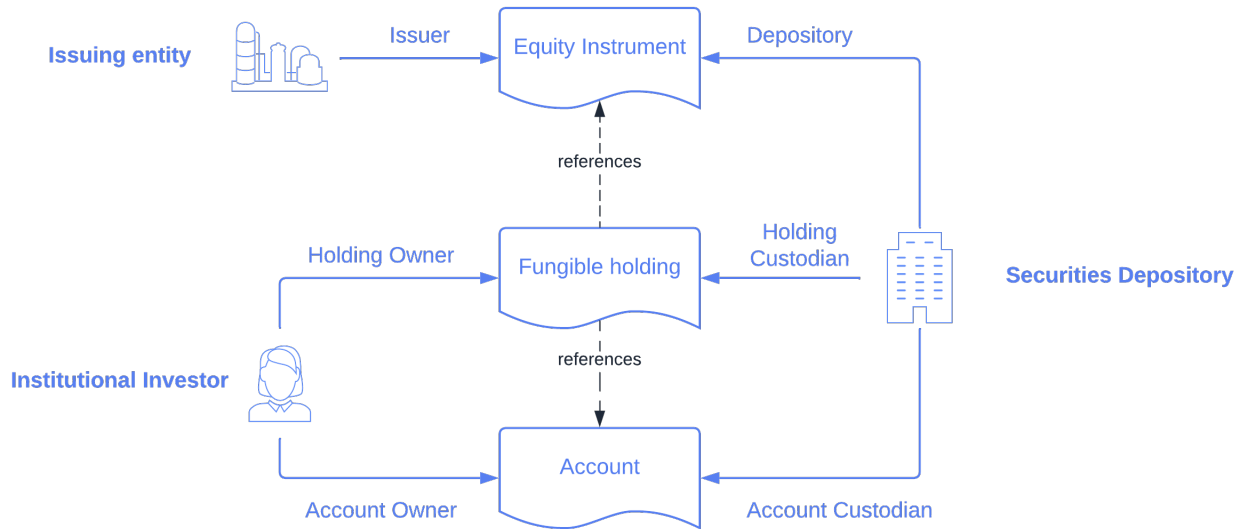 Issuer
Equity Instrument
Depository
Issuing entity
references
Holding Owner
Fungible holding
Holding
Custodian
Securities Depository
references
Institutional Investor
Account
Account Owner
Account Custodian